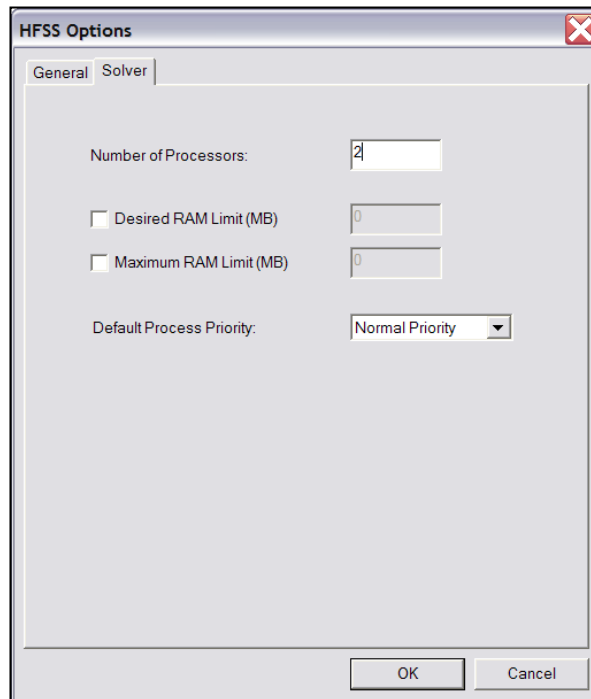 HFSS Options
General Solver
Number of Processors: 2
Desired RAM Limit (MB) 0
Maximum RAM Limit (MB) 0
Default Process Priority: Normal Priority
OK Cancel